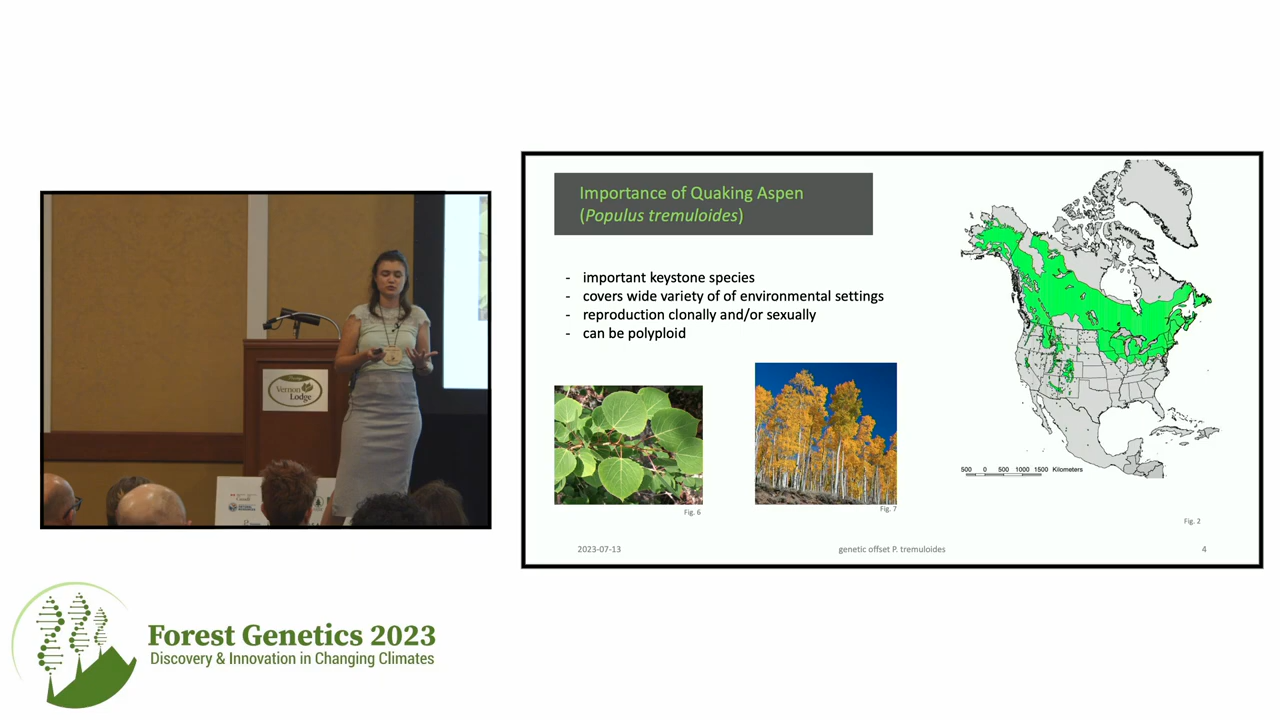 Importance of Quaking Aspen
(Populus tremuloides)
- important keystone species
- covers wide variety of of environmental settings
- reproduction clonally and/or sexually
- can be polyploid
Fig. 6
Fig. 7
500 0 500 1000 1500 Kilometers
Fig. 2
2023-07-13
genetic offset P. tremuloides
4
Vernon
Lodge
Forest Genetics 2023
Discovery & Innovation in Changing Climates